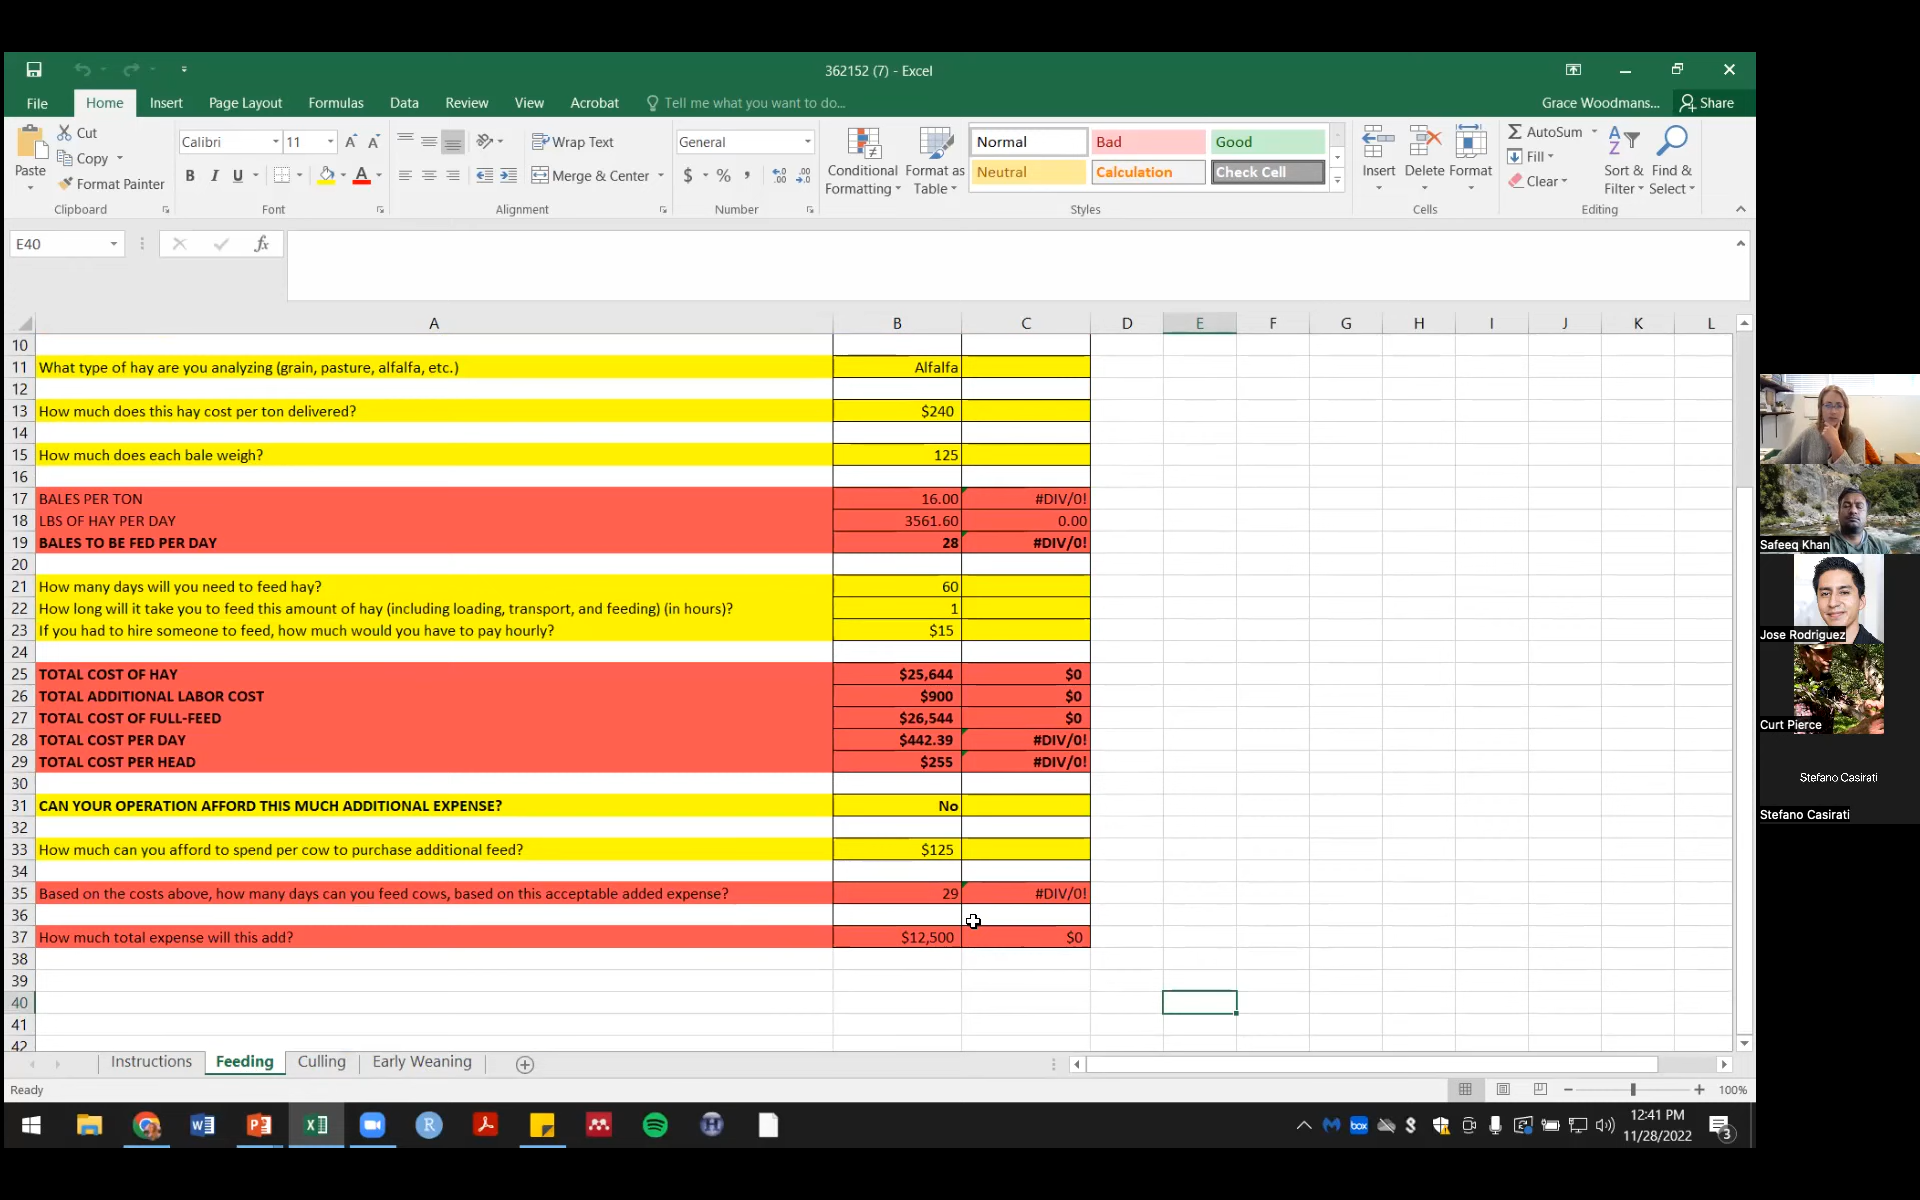 362152 (7) - Excel
File Home Insert Page Layout Formulas Data Review View Acrobat Tell me what you want to do... Grace Woodmans... Share
Paste Cut Copy Format Painter Clipboard
Calibri 11 B I U Font
Wrap Text Merge & Center Alignment
General $ % , Number
Conditional Formatting Format as Table
Normal Bad Good
Neutral Calculation Check Cell
Styles
Insert Delete Format Cells
AutoSum Fill Clear Sort & Filter Find & Select Editing
E40 fx
A B C D E F G H I J K L
10
11 What type of hay are you analyzing (grain, pasture, alfalfa, etc.) Alfalfa
12
13 How much does this hay cost per ton delivered? $240
14
15 How much does each bale weigh? 125
16
17 BALES PER TON 16.00 #DIV/0!
18 LBS OF HAY PER DAY 3561.60 0.00
19 BALES TO BE FED PER DAY 28 #DIV/0!
20
21 How many days will you need to feed hay? 60
22 How long will it take you to feed this amount of hay (including loading, transport, and feeding) (in hours)? 1
23 If you had to hire someone to feed, how much would you have to pay hourly? $15
24
25 TOTAL COST OF HAY $25,644 $0
26 TOTAL ADDITIONAL LABOR COST $900 $0
27 TOTAL COST OF FULL-FEED $26,544 $0
28 TOTAL COST PER DAY $442.39 #DIV/0!
29 TOTAL COST PER HEAD $255 #DIV/0!
30
31 CAN YOUR OPERATION AFFORD THIS MUCH ADDITIONAL EXPENSE? No
32
33 How much can you afford to spend per cow to purchase additional feed? $125
34
35 Based on the costs above, how many days can you feed cows, based on this acceptable added expense? 29 #DIV/0!
36
37 How much total expense will this add? $12,500 $0
38
39
40
41
42
Instructions Feeding Culling Early Weaning
Ready 100%
12:41 PM
11/28/2022
3
Safeeq Khan
Jose Rodriguez
Curt Pierce
Stefano Casirati
Stefano Casirati